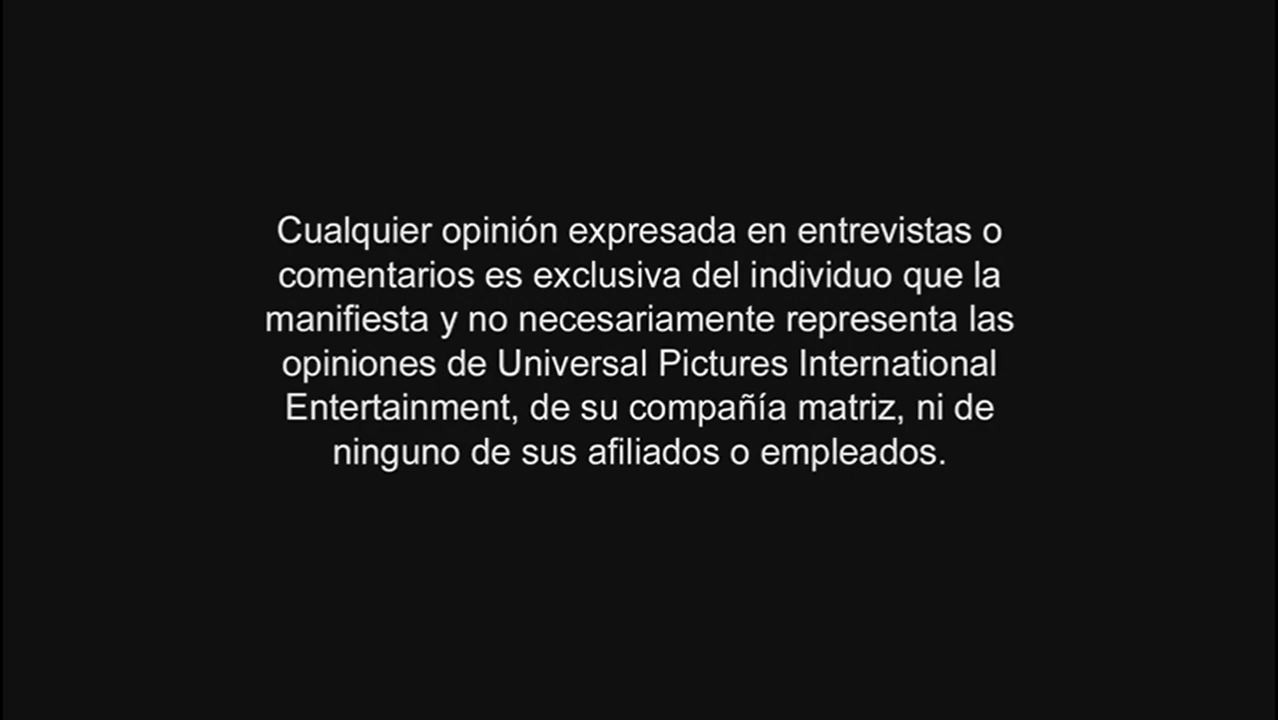 Cualquier opinión expresada en entrevistas o
comentarios es exclusiva del individuo que la
manifiesta y no necesariamente representa las
opiniones de Universal Pictures International
Entertainment, de su compañía matriz, ni de
ninguno de sus afiliados o empleados.